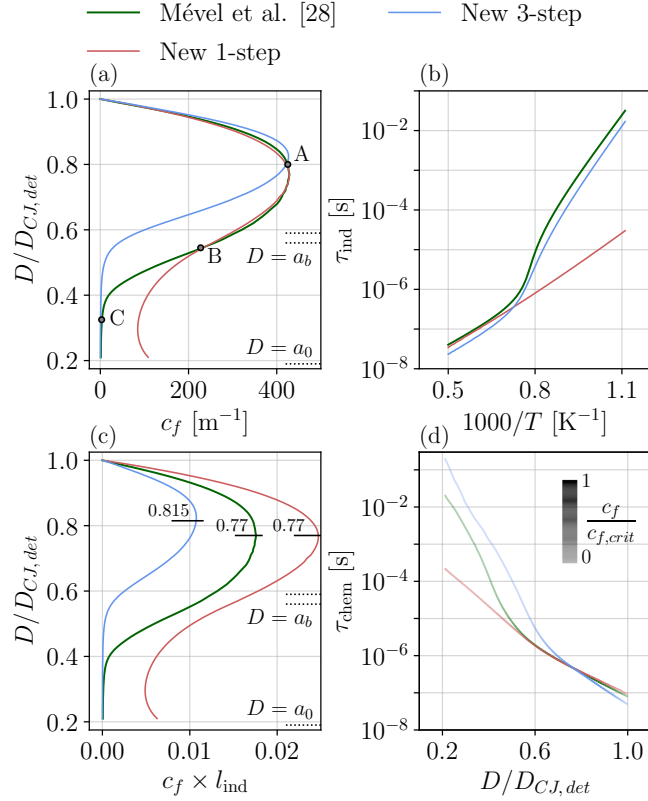 Mével et al. [28]
New 3-step
New 1-step
(a)
(b)
1.0
0.8
0.6
0.4
0.2
D/D_{CJ,det}
A
B
C
D = a_b
D = a_0
0
200
400
c_f [m⁻¹]
10⁻²
10⁻⁴
10⁻⁶
10⁻⁸
τ_ind [s]
0.5
0.8
1.1
1000/T [K⁻¹]
(c)
(d)
1.0
0.8
0.6
0.4
0.2
D/D_{CJ,det}
0.815
0.77
0.77
D = a_b
D = a_0
0.00
0.01
0.02
c_f × l_ind
10⁻²
10⁻⁴
10⁻⁶
10⁻⁸
τ_chem [s]
1
0
c_f
c_{f,crit}
0.2
0.6
1.0
D/D_{CJ,det}